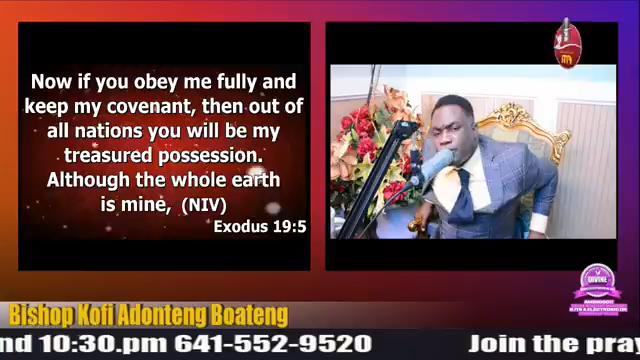 Now if you obey me fully and
keep my covenant, then out of
all nations you will be my
treasured possession.
Although the whole earth
is mine, (NIV)
Exodus 19:5
DIVINE
Bishop Kofi Adonteng Boateng
nd 10:30.pm 641-552-9520 Join the pray